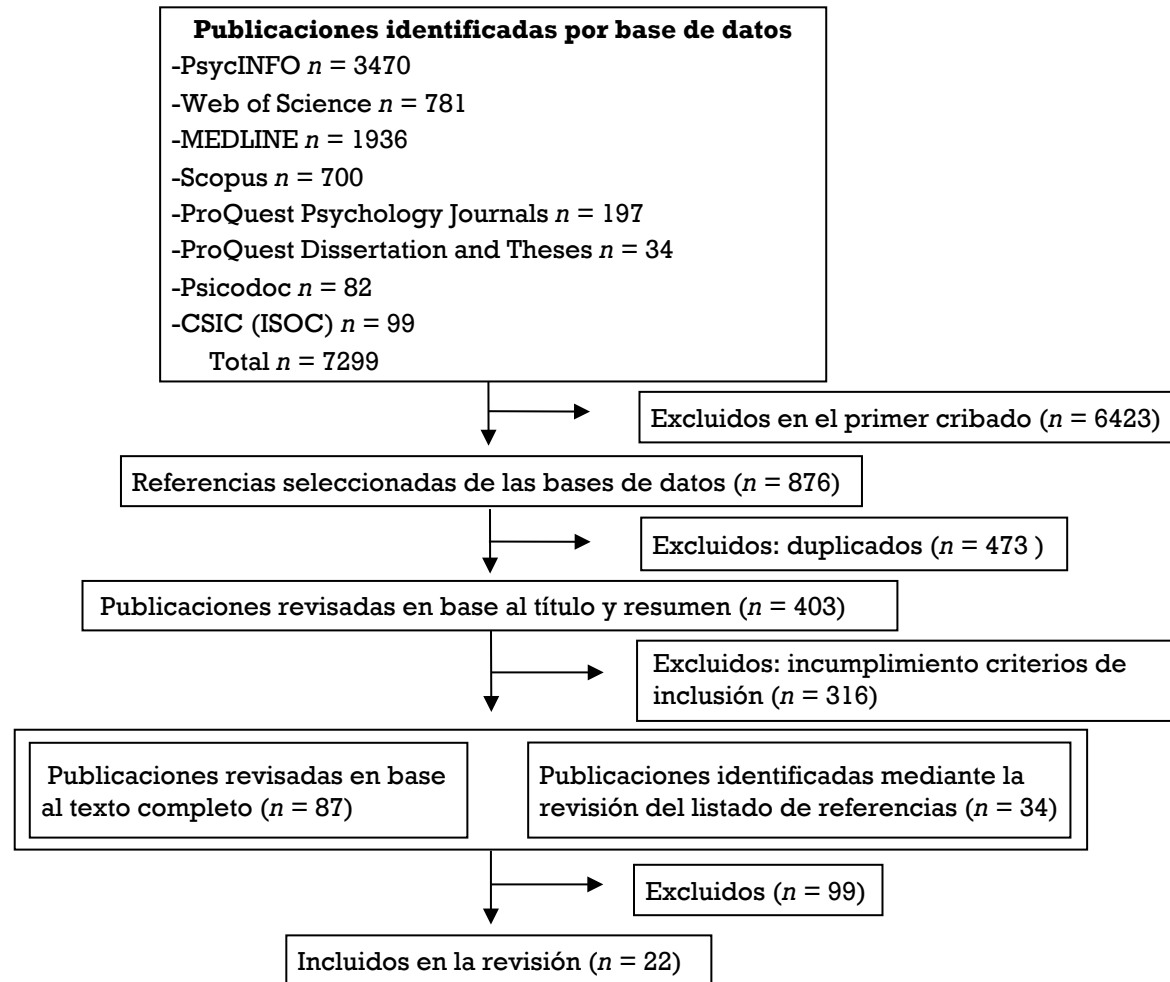 Publicaciones identificadas por base de datos
-PsycINFO n = 3470
-Web of Science n = 781
-MEDLINE n = 1936
-Scopus n = 700
-ProQuest Psychology Journals n = 197
-ProQuest Dissertation and Theses n = 34
-Psicodoc n = 82
-CSIC (ISOC) n = 99
Total n = 7299
Excluidos en el primer cribado (n = 6423)
Referencias seleccionadas de las bases de datos (n = 876)
Excluidos: duplicados (n = 473 )
Publicaciones revisadas en base al título y resumen (n = 403)
Excluidos: incumplimiento criterios de
inclusión (n = 316)
Publicaciones revisadas en base
al texto completo (n = 87)
Publicaciones identificadas mediante la
revisión del listado de referencias (n = 34)
Excluidos (n = 99)
Incluidos en la revisión (n = 22)